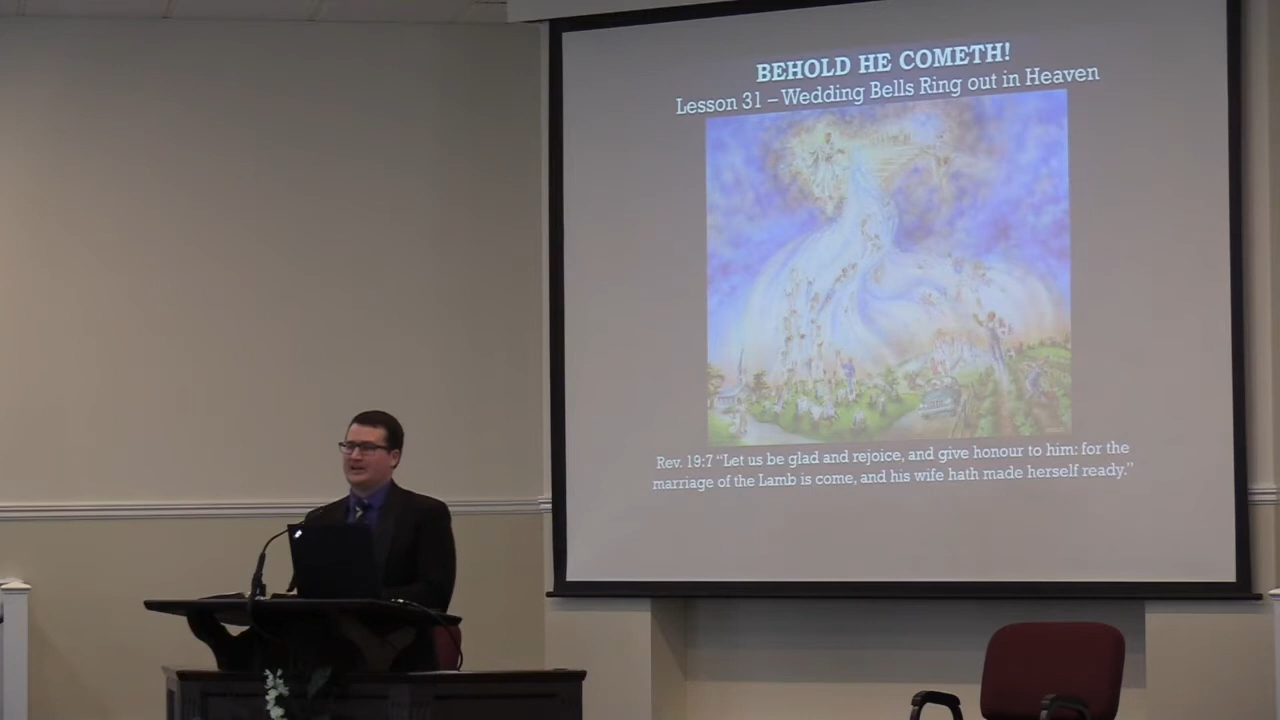 BEHOLD HE COMETH!
Lesson 31 – Wedding Bells Ring out in Heaven
Rev. 19:7 “Let us be glad and rejoice, and give honour to him: for the
marriage of the Lamb is come, and his wife hath made herself ready.”